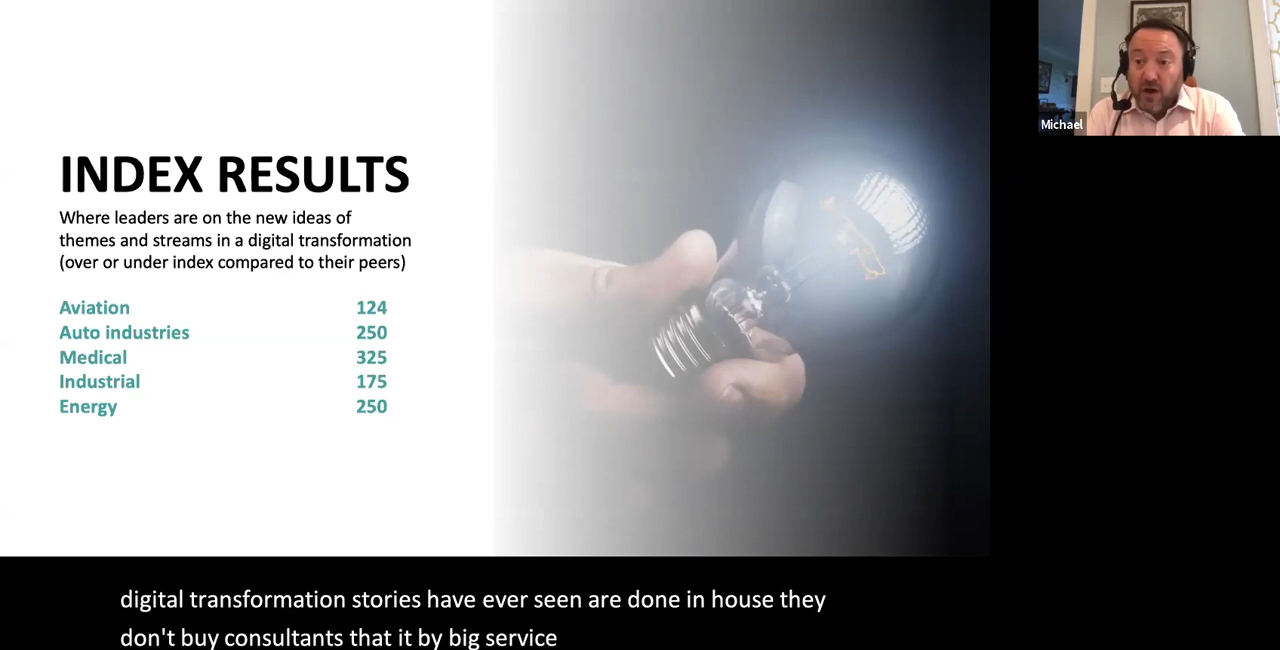 INDEX RESULTS
Where leaders are on the new ideas of
themes and streams in a digital transformation
(over or under index compared to their peers)
Aviation 124
Auto industries 250
Medical 325
Industrial 175
Energy 250
Michael
digital transformation stories have ever seen are done in house they
don't buy consultants that it by big service